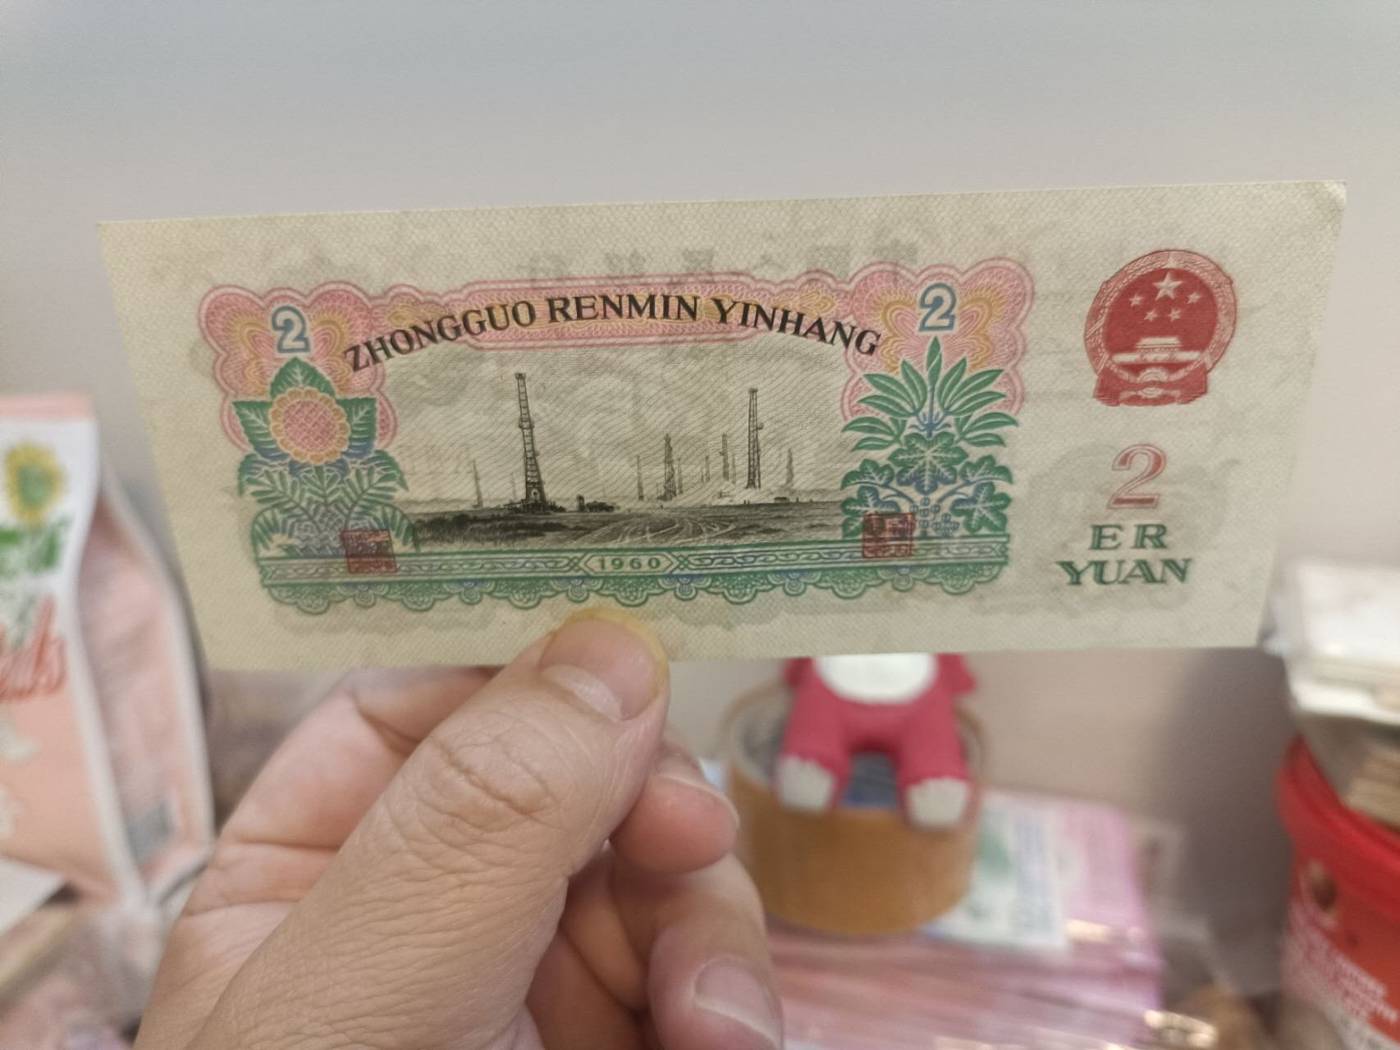 ZHONGGUO RENMIN YINHANG
2
2
2
ER
YUAN
1960